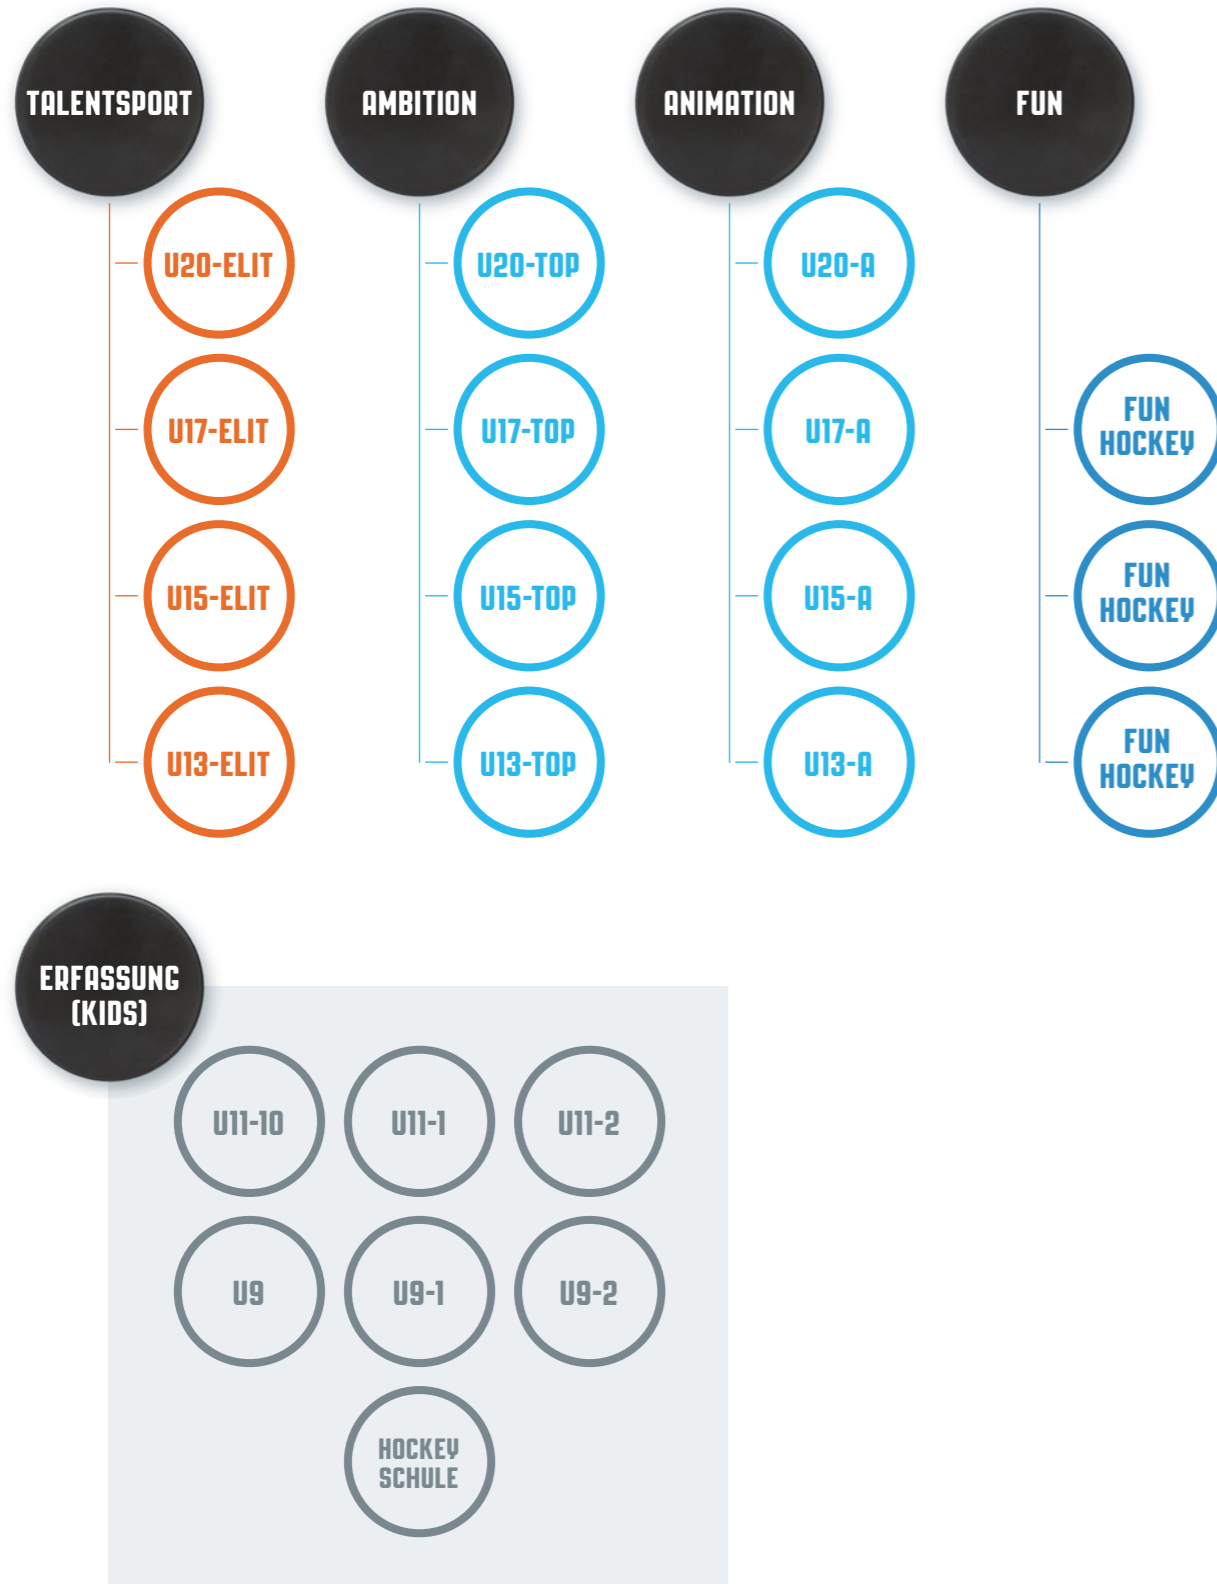 TALENTSPORT
AMBITION
ANIMATION
FUN
U20-ELIT
U20-TOP
U20-A
U17-ELIT
U17-TOP
U17-A
FUN
HOCKEY
U15-ELIT
U15-TOP
U15-A
FUN
HOCKEY
U13-ELIT
U13-TOP
U13-A
FUN
HOCKEY
ERFASSUNG
(KIDS)
U11-10
U11-1
U11-2
U9
U9-1
U9-2
HOCKEY
SCHULE